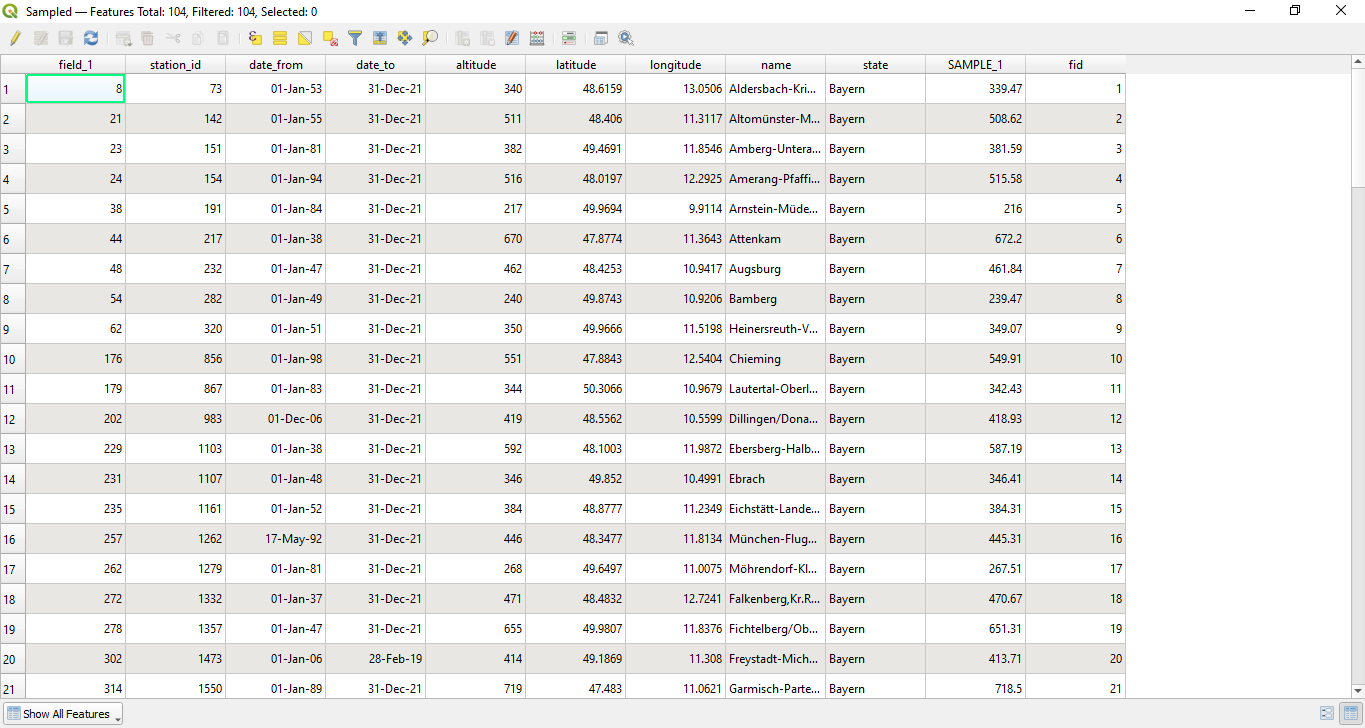 Sampled — Features Total: 104, Filtered: 104, Selected: 0
field_1 station_id date_from date_to altitude latitude longitude name state SAMPLE_1 fid
1 8 73 01-Jan-53 31-Dec-21 340 48.6159 13.0506 Aldersbach-Kri... Bayern 339.47 1
2 21 142 01-Jan-55 31-Dec-21 511 48.406 11.3117 Altomünster-M... Bayern 508.62 2
3 23 151 01-Jan-81 31-Dec-21 382 49.4691 11.8546 Amberg-Untera... Bayern 381.59 3
4 24 154 01-Jan-94 31-Dec-21 516 48.0197 12.2925 Amerang-Pfaffi... Bayern 515.58 4
5 38 191 01-Jan-84 31-Dec-21 217 49.9694 9.9114 Arnstein-Müde... Bayern 216 5
6 44 217 01-Jan-38 31-Dec-21 670 47.8774 11.3643 Attenkam Bayern 672.2 6
7 48 232 01-Jan-47 31-Dec-21 462 48.4253 10.9417 Augsburg Bayern 461.84 7
8 54 282 01-Jan-49 31-Dec-21 240 49.8743 10.9206 Bamberg Bayern 239.47 8
9 62 320 01-Jan-51 31-Dec-21 350 49.9666 11.5198 Heinersreuth-V... Bayern 349.07 9
10 176 856 01-Jan-98 31-Dec-21 551 47.8843 12.5404 Chieming Bayern 549.91 10
11 179 867 01-Jan-83 31-Dec-21 344 50.3066 10.9679 Lautertal-Oberl... Bayern 342.43 11
12 202 983 01-Dec-06 31-Dec-21 419 48.5562 10.5599 Dillingen/Dona... Bayern 418.93 12
13 229 1103 01-Jan-38 31-Dec-21 592 48.1003 11.9872 Ebersberg-Halb... Bayern 587.19 13
14 231 1107 01-Jan-48 31-Dec-21 346 49.852 10.4991 Ebrach Bayern 346.41 14
15 235 1161 01-Jan-52 31-Dec-21 384 48.8777 11.2349 Eichstätt-Lande... Bayern 384.31 15
16 257 1262 17-May-92 31-Dec-21 446 48.3477 11.8134 München-Flug... Bayern 445.31 16
17 262 1279 01-Jan-81 31-Dec-21 268 49.6497 11.0075 Möhrendorf-Kl... Bayern 267.51 17
18 272 1332 01-Jan-37 31-Dec-21 471 48.4832 12.7241 Falkenberg,Kr.R... Bayern 470.67 18
19 278 1357 01-Jan-47 31-Dec-21 655 49.9807 11.8376 Fichtelberg/Ob... Bayern 651.31 19
20 302 1473 01-Jan-06 28-Feb-19 414 49.1869 11.308 Freystadt-Mich... Bayern 413.71 20
21 314 1550 01-Jan-89 31-Dec-21 719 47.483 11.0621 Garmisch-Parte... Bayern 718.5 21
Show All Features